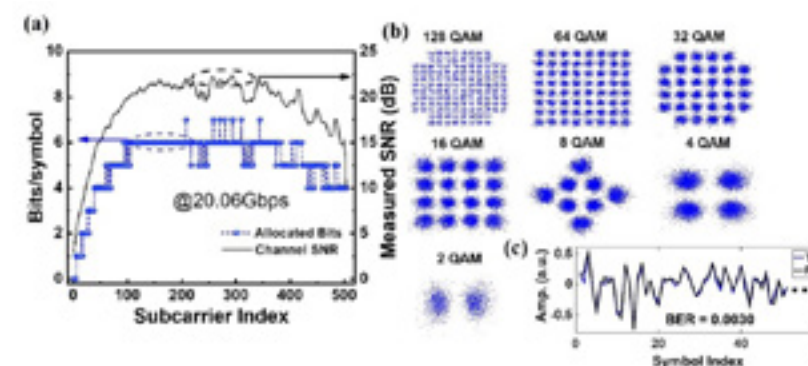 (a)
10
8
6
4
2
0
Bits/symbol
25
20
15
10
5
0
Measured SNR (dB)
@20.06Gbps
Allocated Bits
Channel SNR
0 100 200 300 400 500
Subcarrier Index
(b)
128 QAM 64 QAM 32 QAM
16 QAM 8 QAM 4 QAM
2 QAM
(c)
0.5
0
-0.5
Amp. (a.u.)
BER = 0.0030
0 20 40
Symbol Index